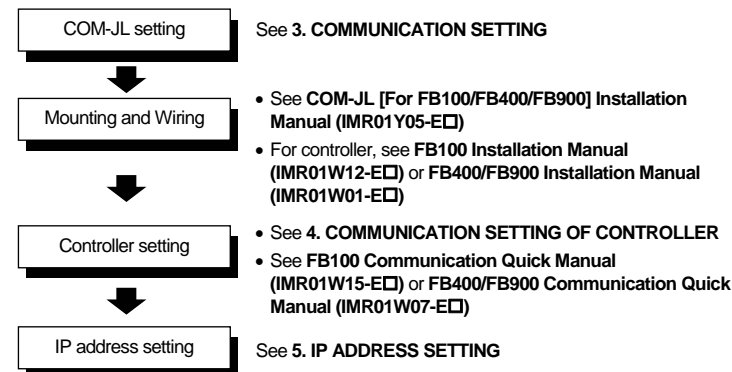 COM-JL setting
See 3. COMMUNICATION SETTING
Mounting and Wiring
• See COM-JL [For FB100/FB400/FB900] Installation
Manual (IMR01Y05-E□)
• For controller, see FB100 Installation Manual
(IMR01W12-E□) or FB400/FB900 Installation Manual
(IMR01W01-E□)
Controller setting
• See 4. COMMUNICATION SETTING OF CONTROLLER
• See FB100 Communication Quick Manual
(IMR01W15-E□) or FB400/FB900 Communication Quick
Manual (IMR01W07-E□)
IP address setting
See 5. IP ADDRESS SETTING